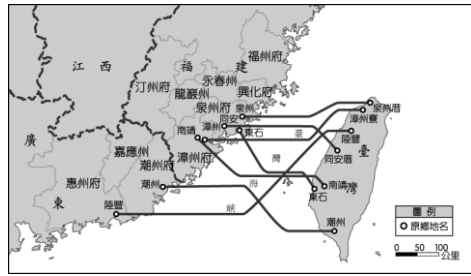 福州府
江 西
福 建
汀州府
永春州
興化府
龍巖州
泉州府
泉州
同安
漳州
東石
南靖
漳州府
廣 東
嘉應州
潮州府
惠州府
潮州
陸豐
臺 灣 海 峽
泉州厝
漳州寮
陸豐
同安厝
南靖
東石
潮州
臺 灣
圖 例
原鄉地名
0 50 100
公里